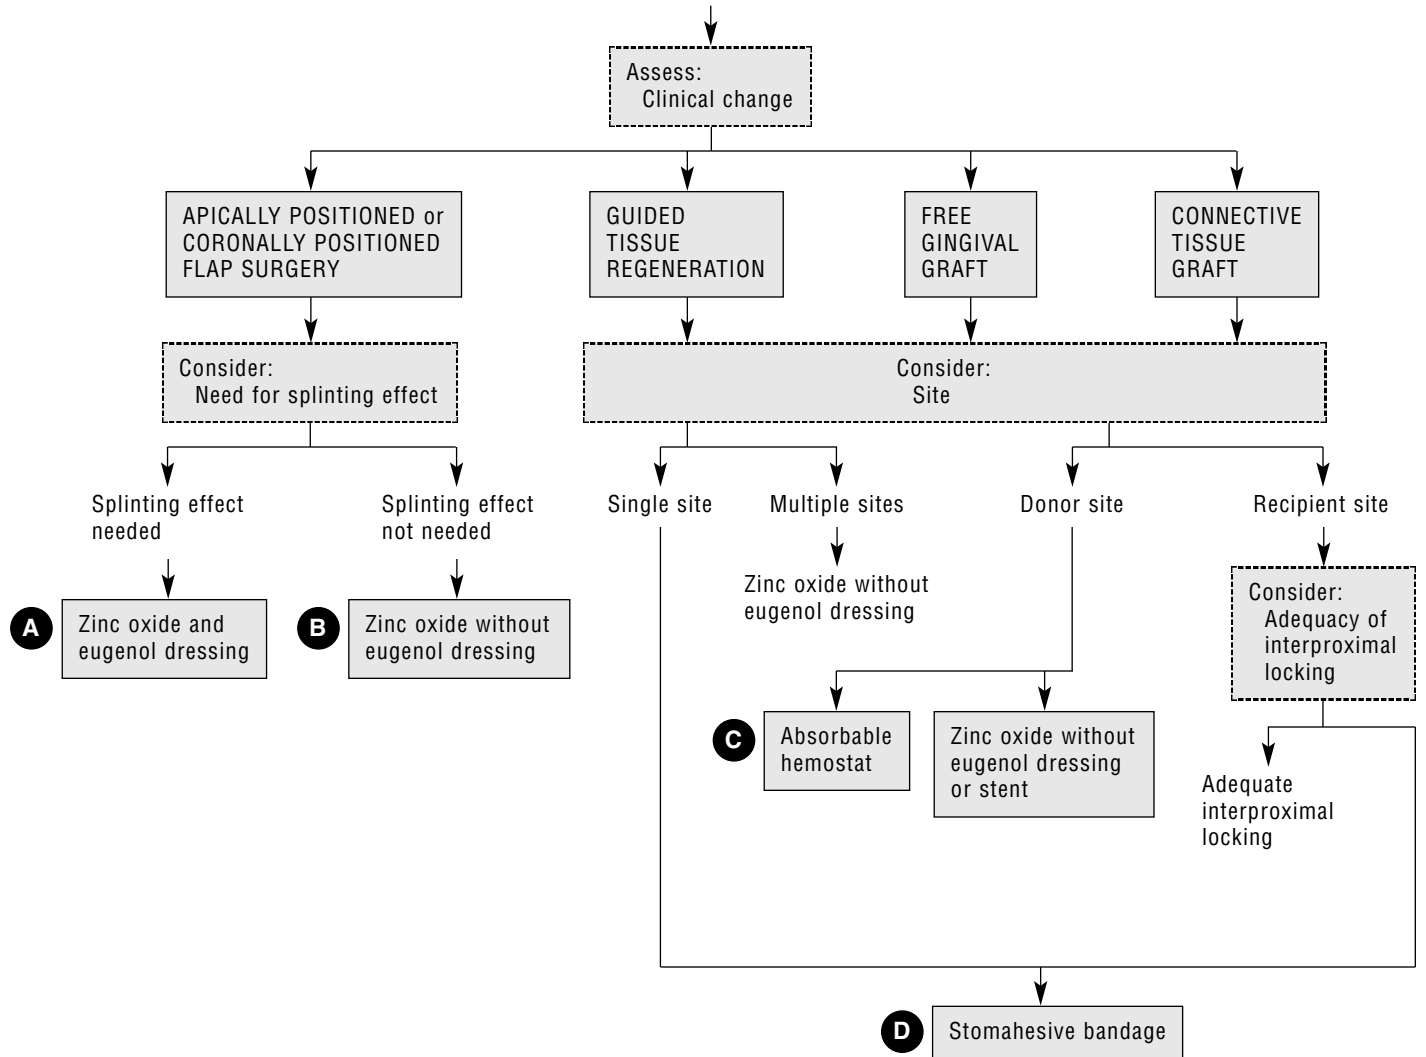 Assess:
Clinical change
APICALLY POSITIONED or
CORONALLY POSITIONED
FLAP SURGERY
GUIDED
TISSUE
REGENERATION
FREE
GINGIVAL
GRAFT
CONNECTIVE
TISSUE
GRAFT
Consider:
Need for splinting effect
Consider:
Site
Splinting effect
needed
Splinting effect
not needed
Single site
Multiple sites
Donor site
Recipient site
A
Zinc oxide and
eugenol dressing
B
Zinc oxide without
eugenol dressing
Zinc oxide without
eugenol dressing
Consider:
Adequacy of
interproximal
locking
C
Absorbable
hemostat
Zinc oxide without
eugenol dressing
or stent
Adequate
interproximal
locking
D
Stomahesive bandage